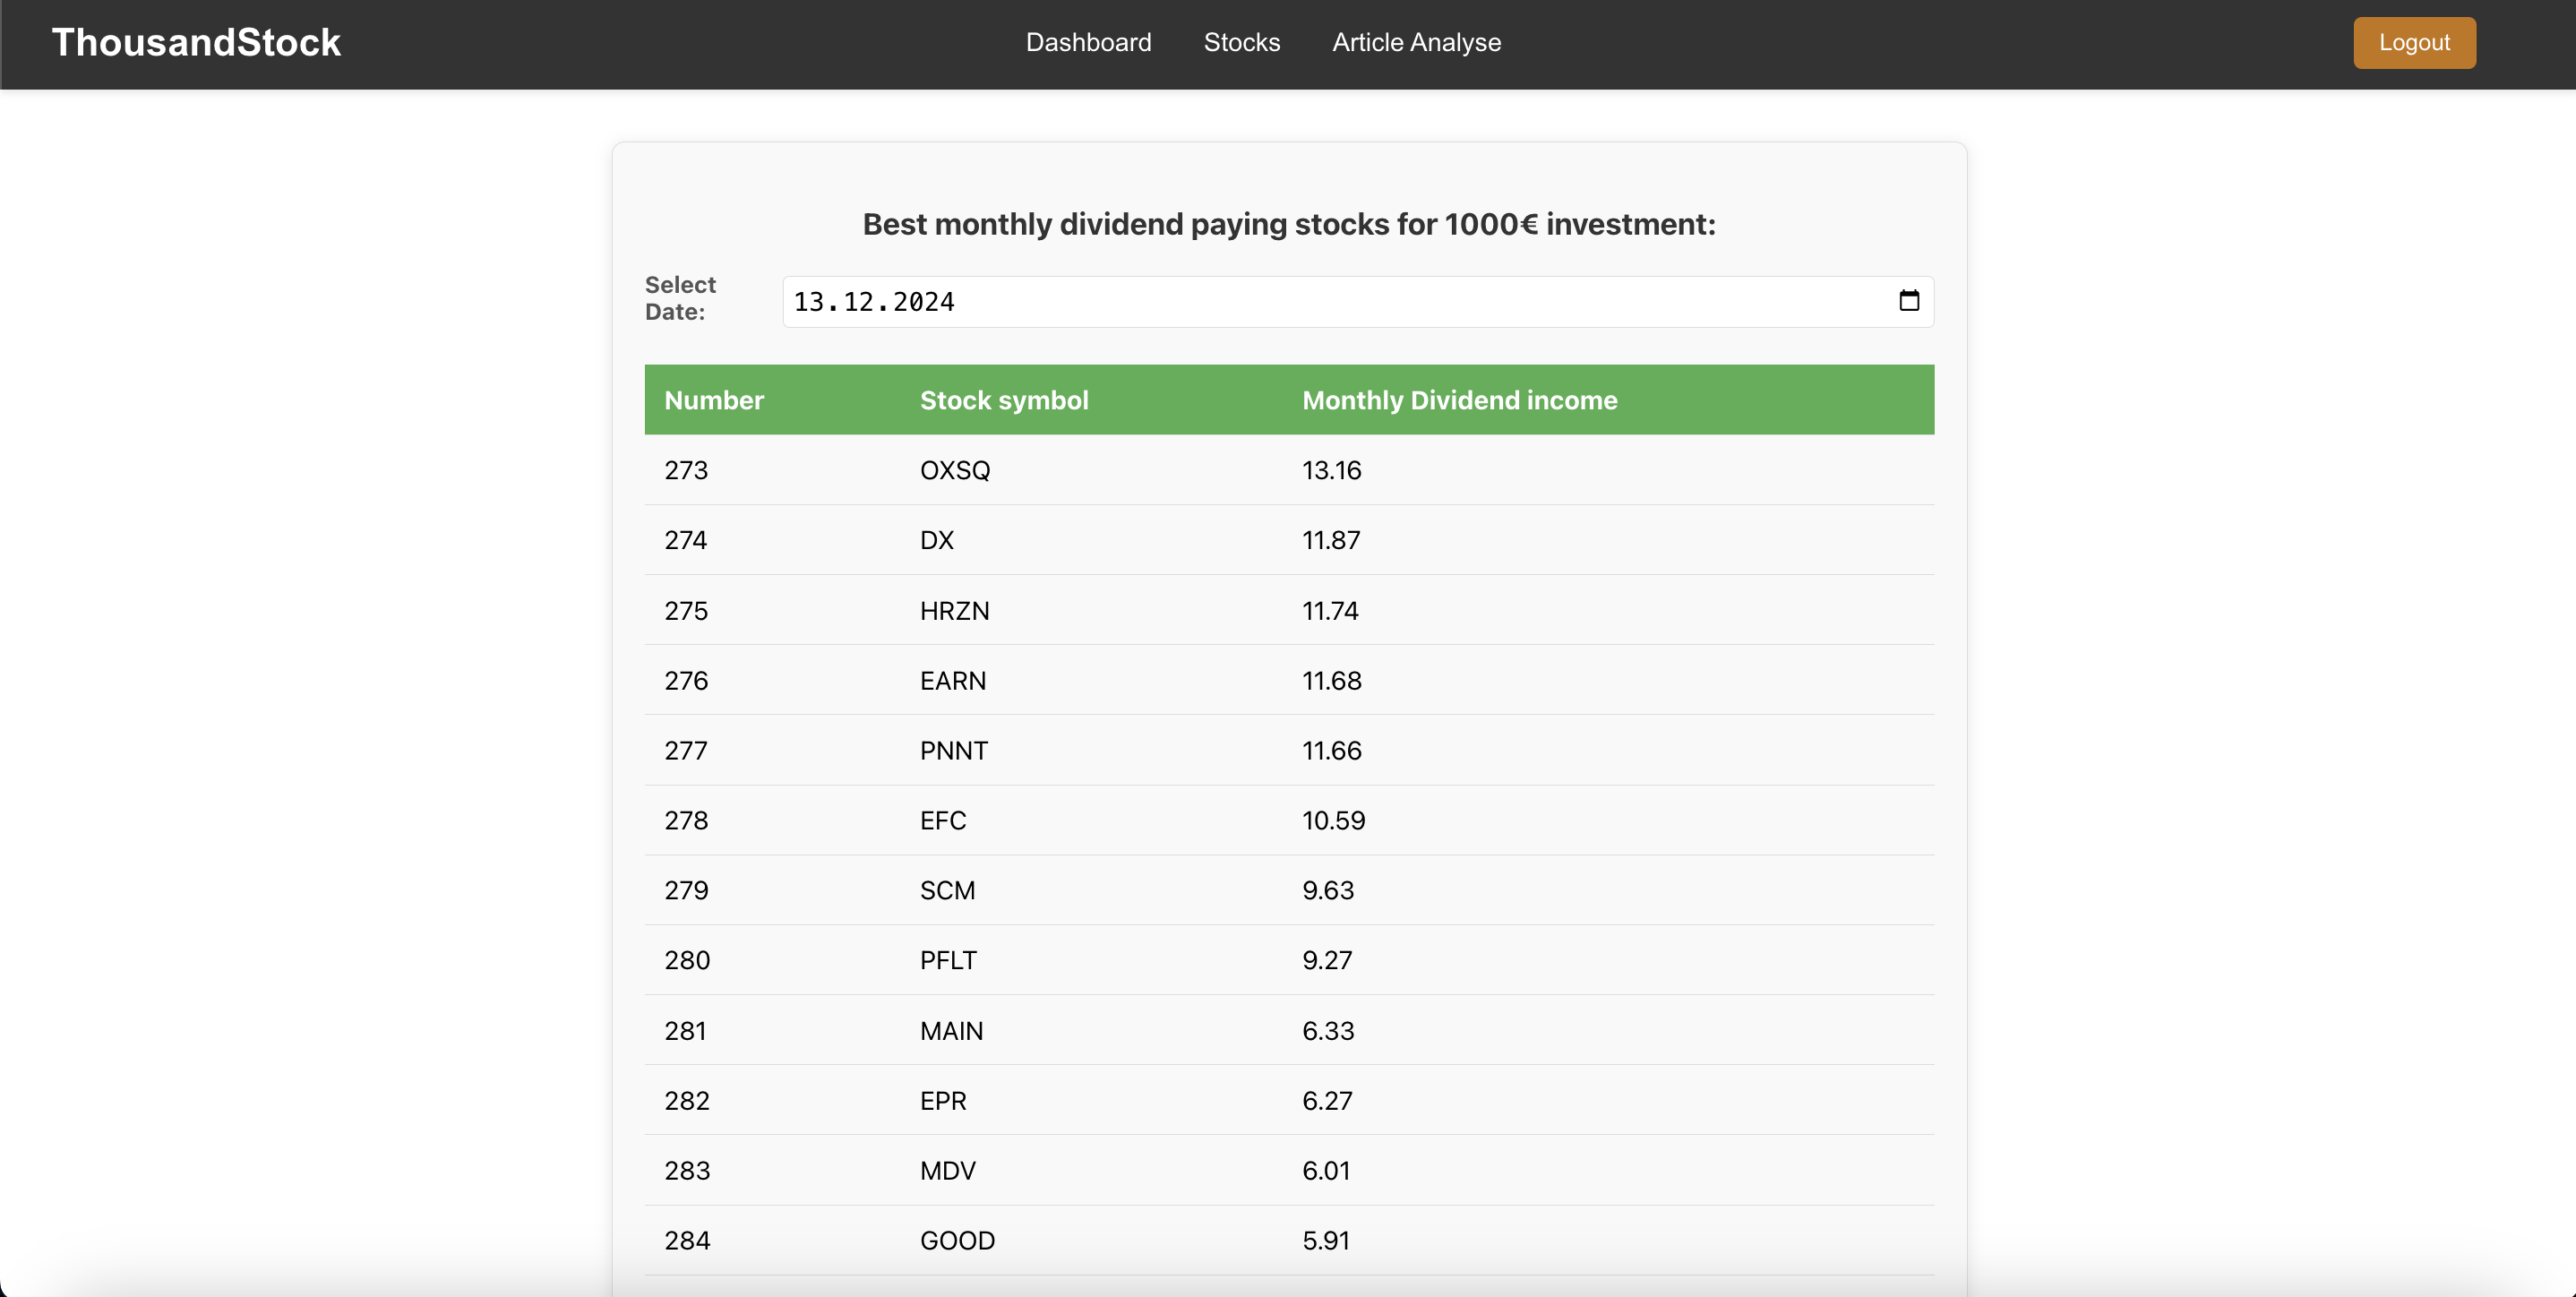 ThousandStock
Dashboard Stocks Article Analyse
Logout
Best monthly dividend paying stocks for 1000€ investment:
Select
Date:
13.12.2024
Number Stock symbol Monthly Dividend income
273 OXSQ 13.16
274 DX 11.87
275 HRZN 11.74
276 EARN 11.68
277 PNNT 11.66
278 EFC 10.59
279 SCM 9.63
280 PFLT 9.27
281 MAIN 6.33
282 EPR 6.27
283 MDV 6.01
284 GOOD 5.91